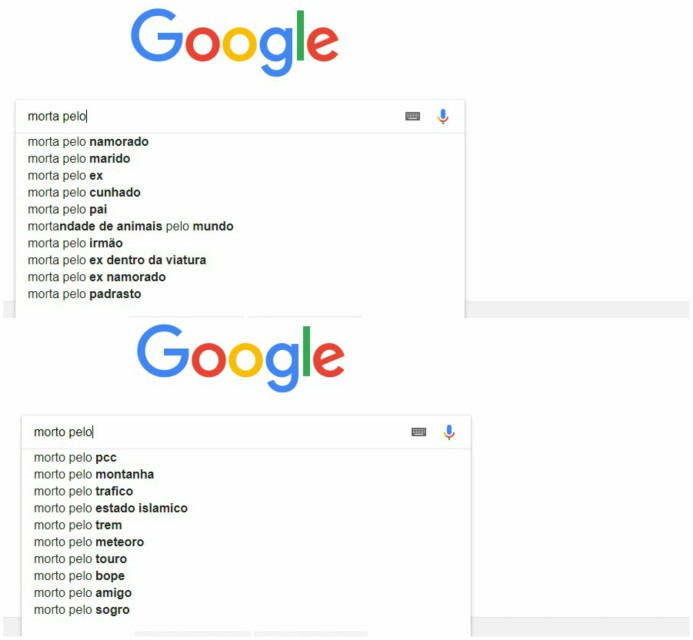 Google
morta pelo
morta pelo namorado
morta pelo marido
morta pelo ex
morta pelo cunhado
morta pelo pai
mortandade de animais pelo mundo
morta pelo irmão
morta pelo ex dentro da viatura
morta pelo ex namorado
morta pelo padrasto
Google
morto pelo
morto pelo pcc
morto pelo montanha
morto pelo trafico
morto pelo estado islamico
morto pelo trem
morto pelo meteoro
morto pelo touro
morto pelo bope
morto pelo amigo
morto pelo sogro